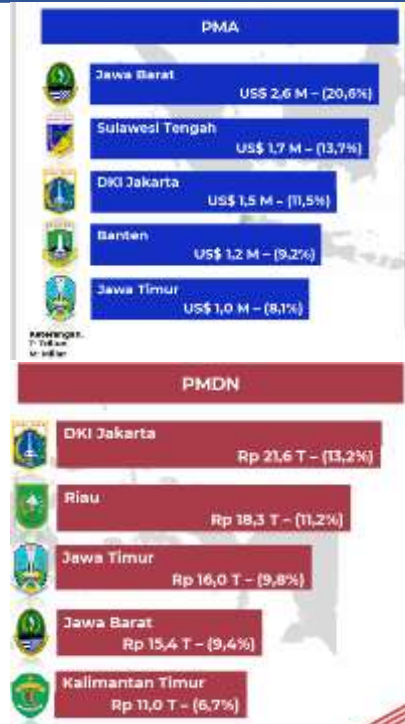 PMA
Jawa Barat
US$ 2,6 M – (20,6%)
Sulawesi Tengah
US$ 1,7 M – (13,7%)
DKI Jakarta
US$ 1,5 M – (11,5%)
Banten
US$ 1,2 M – (9,2%)
Jawa Timur
US$ 1,0 M – (8,1%)
Keterangan:
T: Triliun
M: Miliar
PMDN
DKI Jakarta
Rp 21,6 T – (13,2%)
Riau
Rp 18,3 T – (11,2%)
Jawa Timur
Rp 16,0 T – (9,8%)
Jawa Barat
Rp 15,4 T – (9,4%)
Kalimantan Timur
Rp 11,0 T – (6,7%)